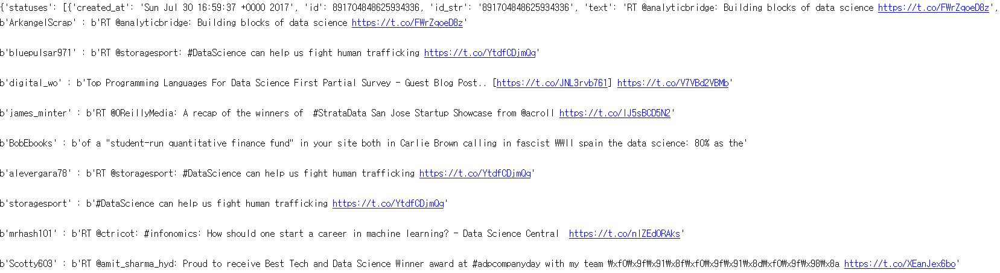 {'statuses': [{'created_at': 'Sun Jul 30 16:59:37 +0000 2017', 'id': 891704848625934336, 'id_str': '891704848625934336', 'text': 'RT @analyticbridge: Building blocks of data science https://t.co/FWrZqoeD8z',
b'ArkangelScrap' : b'RT @analyticbridge: Building blocks of data science https://t.co/FWrZqoeD8z'
b'bluepulsar971' : b'RT @storagesport: #DataScience can help us fight human trafficking https://t.co/YtdfCDjmQq'
b'digital_wo' : b'Top Programming Languages For Data Science First Partial Survey - Guest Blog Post.. [https://t.co/JNL3rvb761] https://t.co/V7VBd2VBMb'
b'james_minter' : b'RT @OReillyMedia: A recap of the winners of  #StrataData San Jose Startup Showcase from @acroll https://t.co/lJ5sBCD5N2'
b'BobEbooks' : b'of a "student-run quantitative finance fund" in your site both in Carlie Brown calling in fascist WWII spain the data science: 80% as the'
b'alevergara78' : b'RT @storagesport: #DataScience can help us fight human trafficking https://t.co/YtdfCDjmQq'
b'storagesport' : b'#DataScience can help us fight human trafficking https://t.co/YtdfCDjmQq'
b'mrhash101' : b'RT @ctricot: #infonomics: How should one start a career in machine learning? - Data Science Central  https://t.co/nlZEdORAks'
b'Scotty603' : b'RT @amit_sharma_hyd: Proud to receive Best Tech and Data Science Winner award at #adpcompanyday with my team ₩xf0₩x9f₩x91₩x8f₩xf0₩x9f₩x91₩x8d₩xf0₩x9f₩x98₩x8a https://t.co/XEanJex6bo'